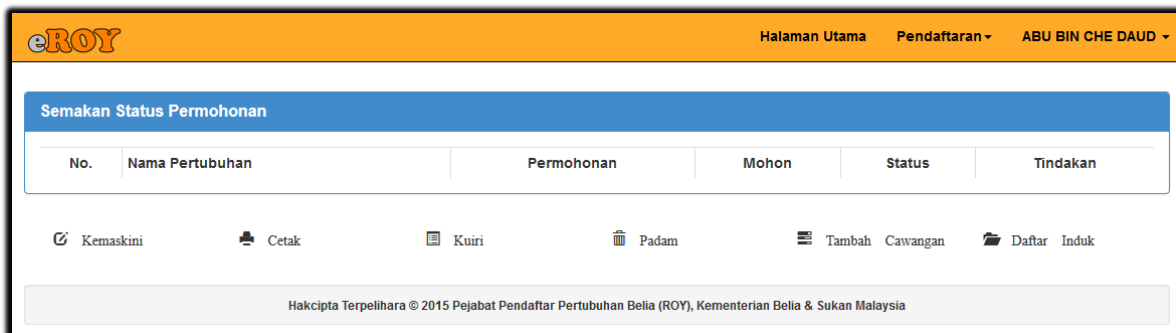 eROY Halaman Utama Pendaftaran ABU BIN CHE DAUD
Semakan Status Permohonan
No. Nama Pertubuhan Permohonan Mohon Status Tindakan
Kemaskini Cetak Kuiri Padam Tambah Cawangan Daftar Induk
Hakcipta Terpelihara © 2015 Pejabat Pendaftar Pertubuhan Belia (ROY), Kementerian Belia & Sukan Malaysia